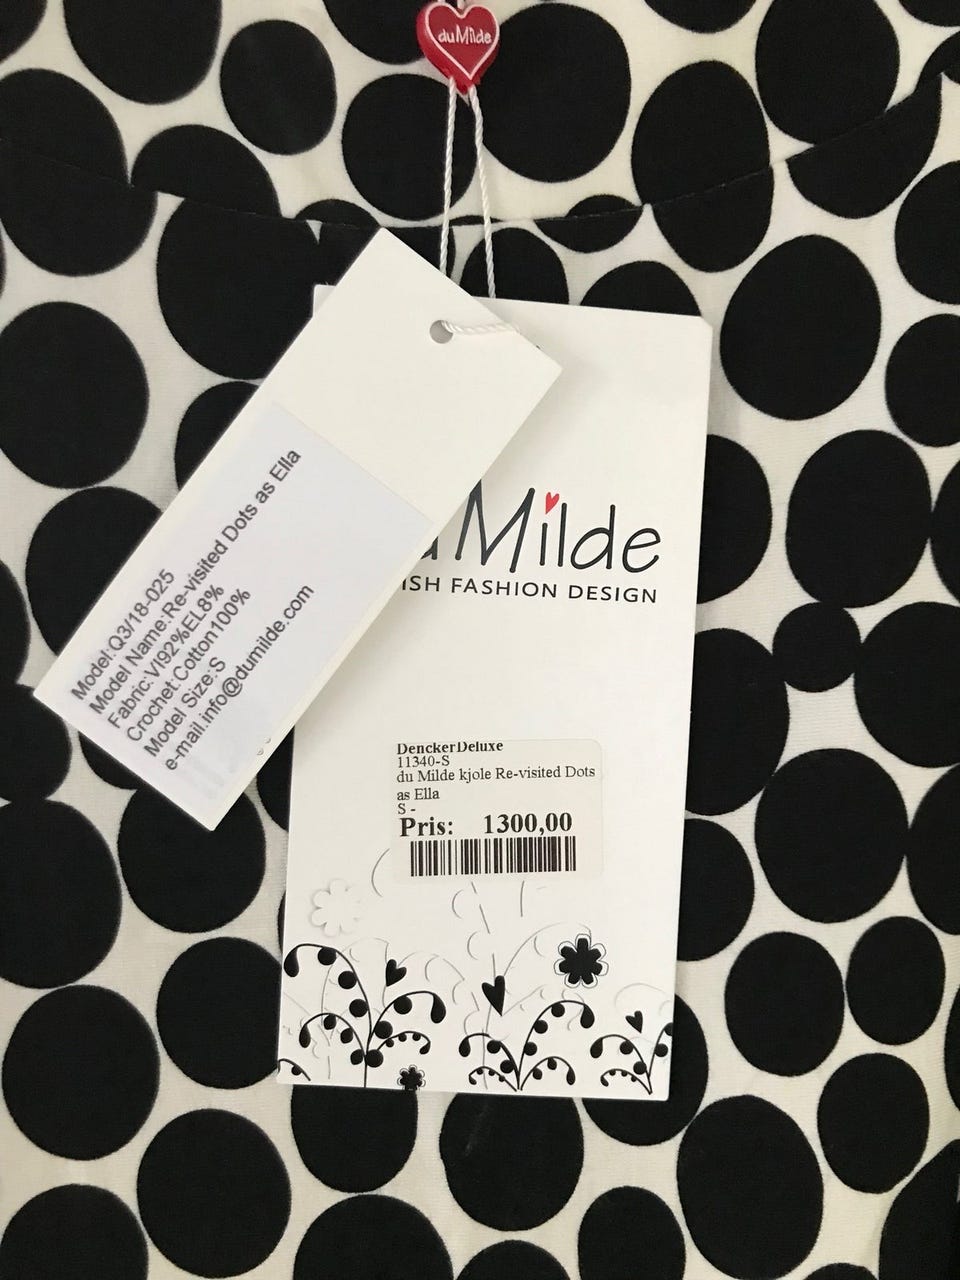 duMilde
Model:Q3/18-025
Model Name:Re-visited Dots as Ella
Fabric:VI92%EL8%
Crochet:Cotton100%
Model Size:S
e-mail:info@dumilde.com
Milde
ISH FASHION DESIGN
DenckerDeluxe
11340-S
du Milde kjole Re-visited Dots
as Ella
S -
Pris: 1300,00